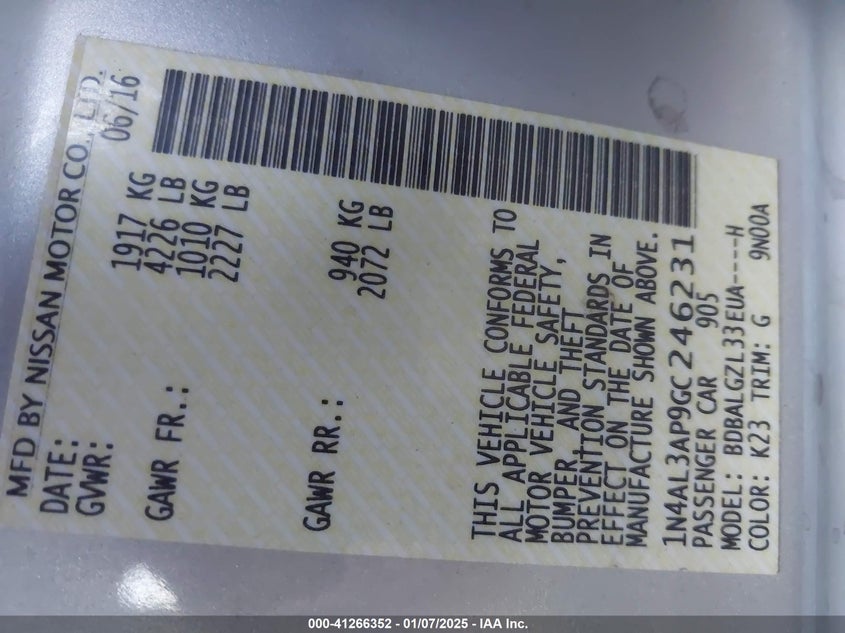 MFD BY NISSAN MOTOR CO., LTD.
DATE: 06/16
GVWR: 1917 KG
4226 LB
GAWR FR.: 1010 KG
2227 LB
GAWR RR.: 940 KG
2072 LB
THIS VEHICLE CONFORMS TO
ALL APPLICABLE FEDERAL
MOTOR VEHICLE SAFETY,
BUMPER, AND THEFT
PREVENTION STANDARDS IN
EFFECT ON THE DATE OF
MANUFACTURE SHOWN ABOVE.
1N4AL3AP9GC246231
PASSENGER CAR 905
MODEL: BDBALGZL33EUA----H
COLOR: K23 TRIM: G 9N00A
000-41266352 - 01/07/2025 - IAA Inc.